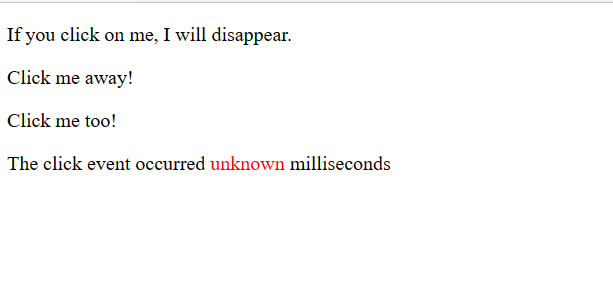 If you click on me, I will disappear.
Click me away!
Click me too!
The click event occurred unknown milliseconds